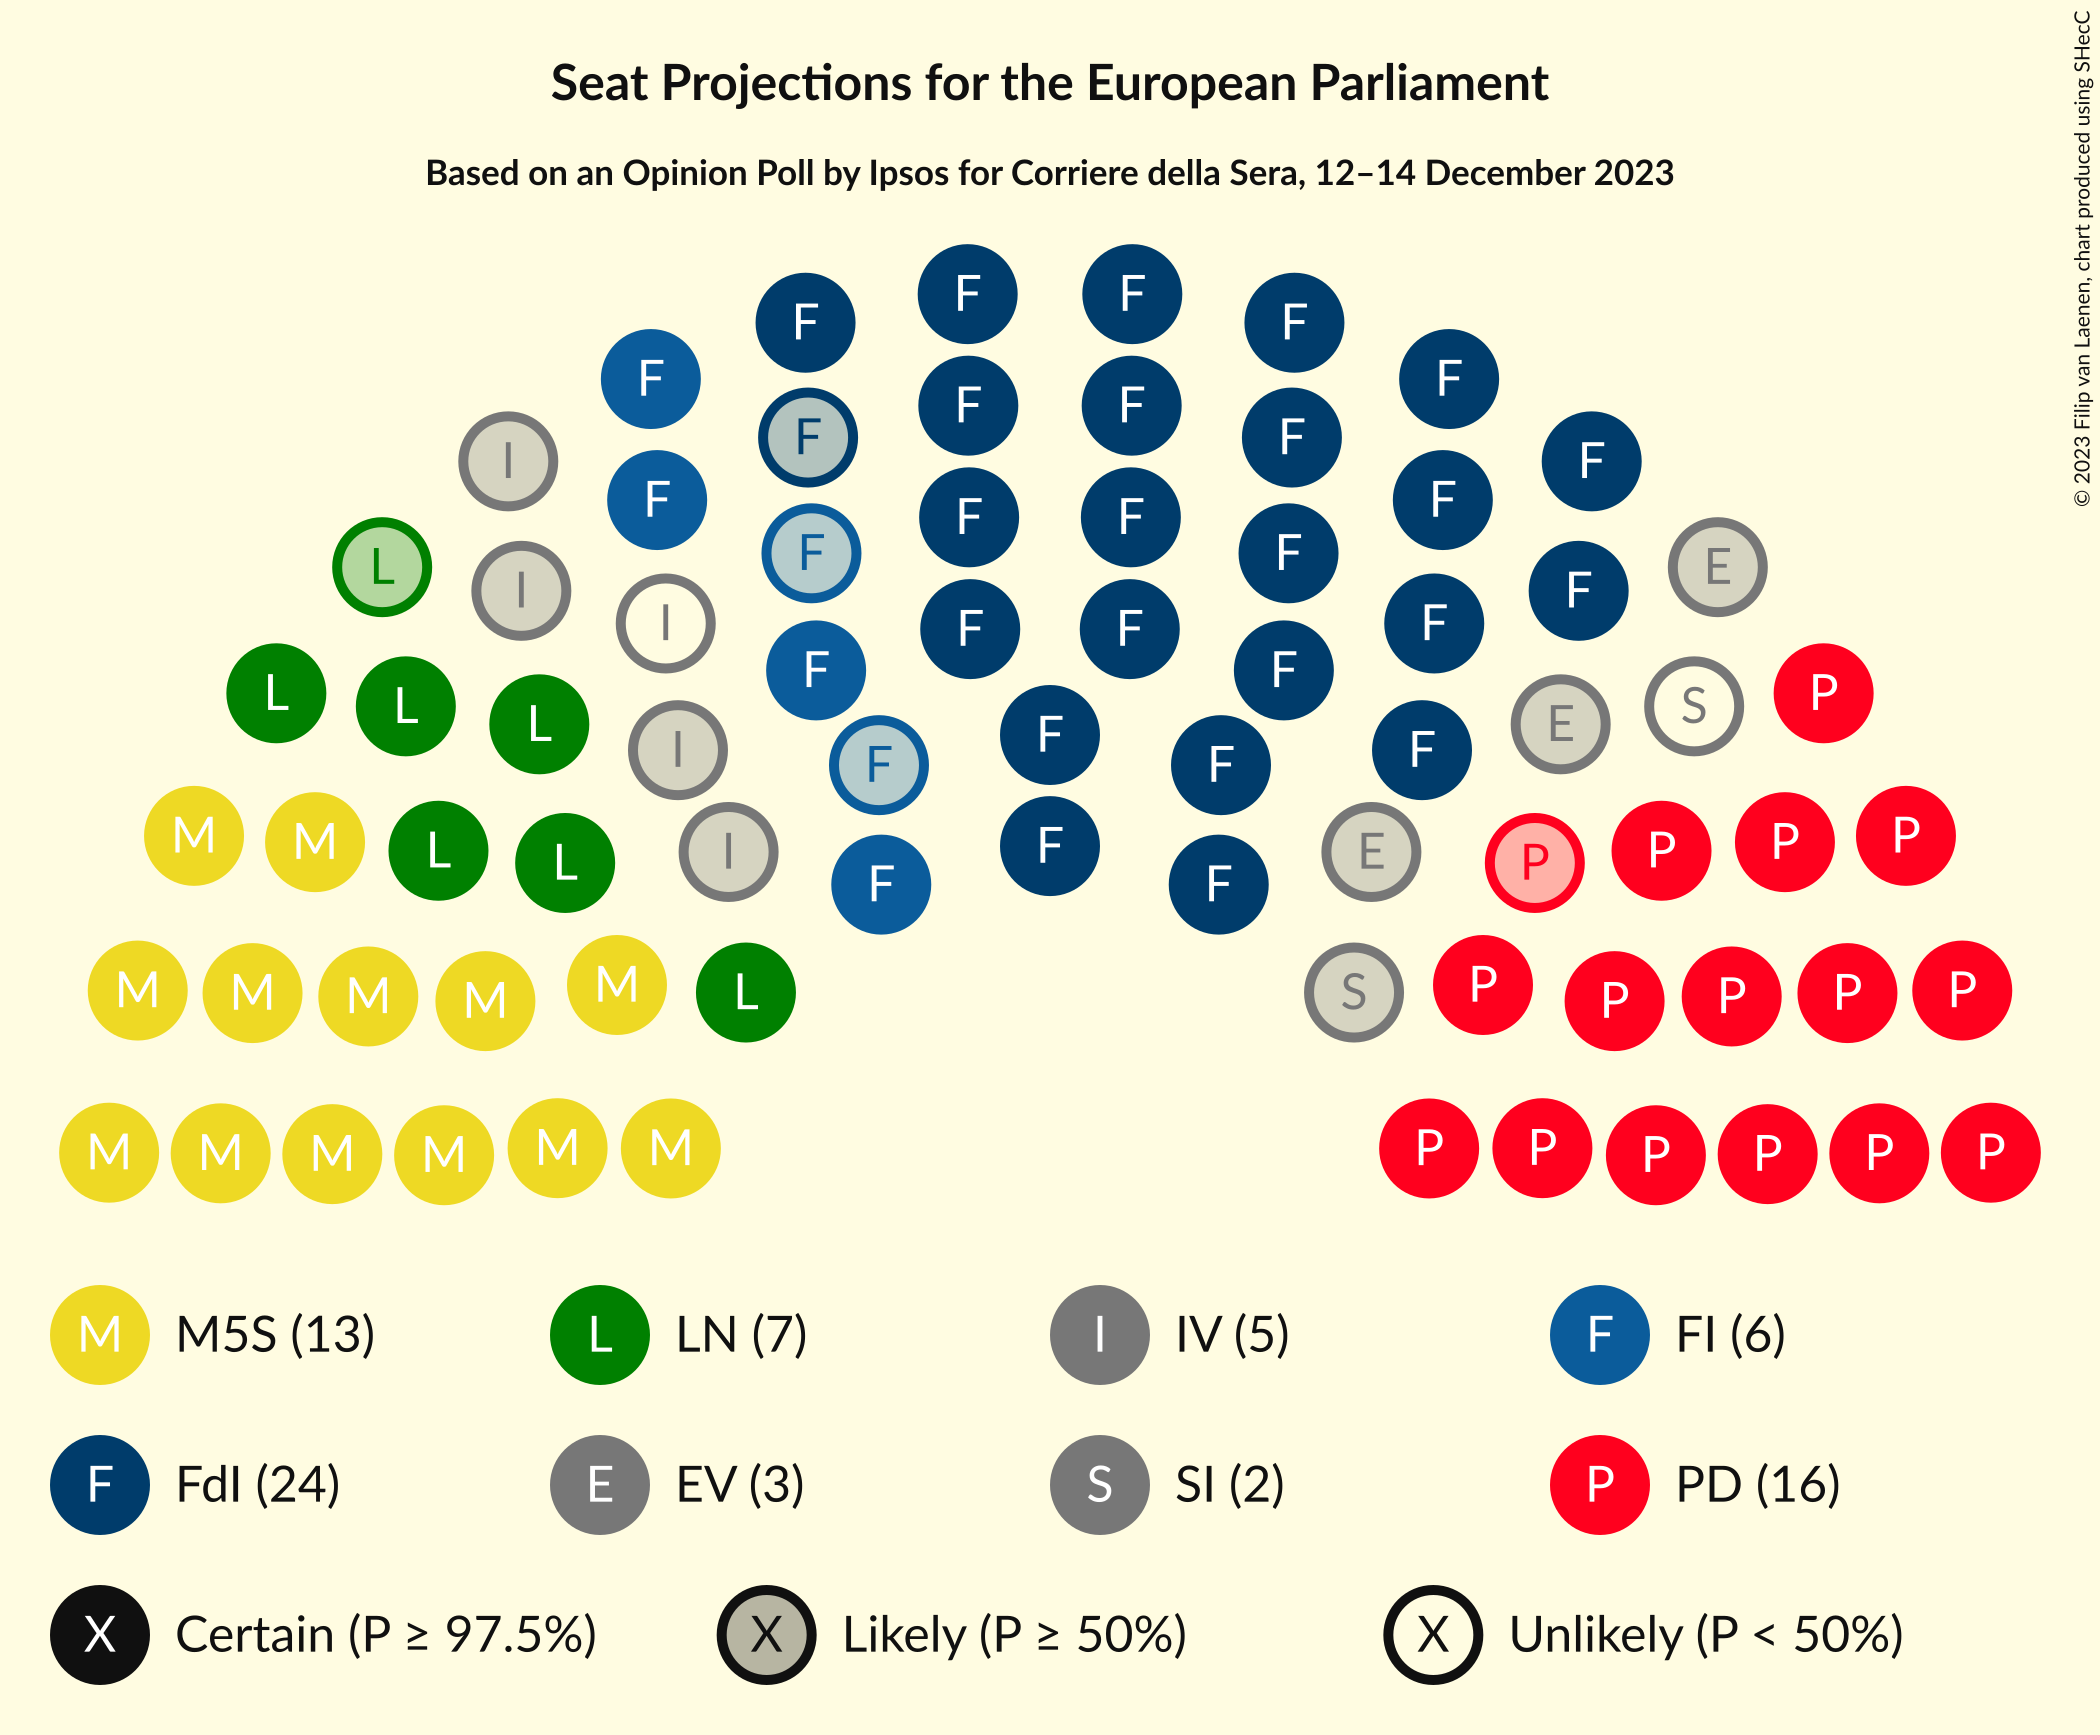 Seat Projections for the European Parliament
Based on an Opinion Poll by Ipsos for Corriere della Sera, 12–14 December 2023
© 2023 Filip van Laenen, chart produced using SHecC
F F
F F
F F F F
I F F F F
F F F
L F F F F E
I I F F F F
L F F F P
L L I F F E S
M M L L I F F F E P P P P
F F F
M M M M M L S P P P P P
M M M M M M P P P P P P
M M5S (13) L LN (7) I IV (5) F FI (6)
F FdI (24) E EV (3) S SI (2) P PD (16)
X Certain (P ≥ 97.5%) X Likely (P ≥ 50%) X Unlikely (P < 50%)